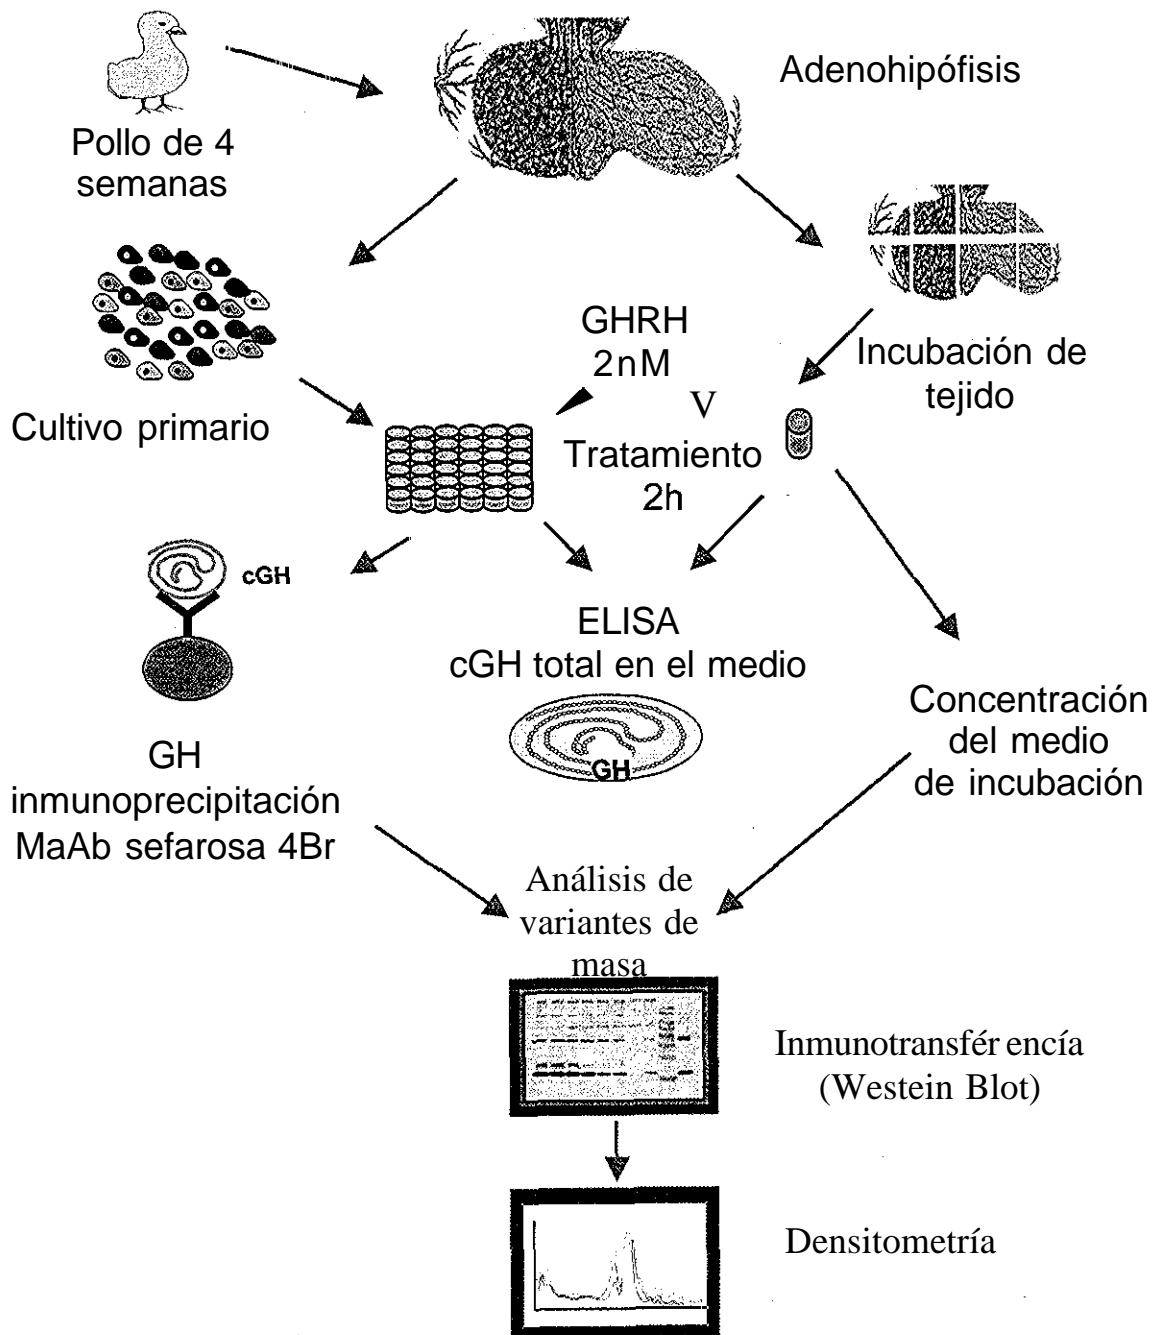 Adenohipófisis
Pollo de 4
semanas
GHRH
2nM
V
Tratamiento
2h
Incubación de
tejido
Cultivo primario
cGH
ELISA
cGH total en el medio
GH
GH
inmunoprecipitación
MaAb sefarosa 4Br
Concentración
del medio
de incubación
Análisis de
variantes de
masa
Inmunotransfér encía
(Westein Blot)
Densitometría